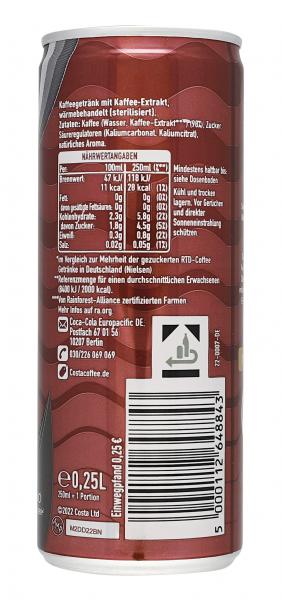 Kaffeegetränk mit Kaffee-Extrakt,
wärmebehandelt (sterilisiert).
Zutaten: Kaffee (Wasser, Kaffee-Extrakt***)(98%), Zucker
Säureregulatoren (Kaliumcarbonat, Kaliumcitrat),
natürliches Aroma.
NÄHRWERTANGABEN
Per: 100ml 250ml (%**)
Brennwert 47 kJ/ 118 kJ/
11 kcal 28 kcal (1%)
Fett: 0g 0g (0%)
davon gesättigte Fettsäuren: 0g 0g (0%)
Kohlenhydrate: 2,3g 5,8g (2%)
davon Zucker: 1,8g 4,5g (5%)
Eiweiß: 0,3g 0,8g (2%)
Salz: 0,02g 0,05g (1%)
Mindestens haltbar bis:
siehe Dosenboden
Kühl und trocken
lagern. Vor Gerüchen
und direkter
Sonneneinstrahlung
schützen
*im Vergleich zur Mehrheit der gezuckerten RTD-Coffee
Getränke in Deutschland (Nielsen)
**Referenzmenge für einen durchschnittlichen Erwachsenen
(8400 kJ/ 2000 kcal).
***Von Rainforest-Alliance zertifizierten Farmen
Mehr Infos auf ra.org.
Coca-Cola Europacific DE,
Postfach 67 01 56
10207 Berlin
030/226 069 069
Costacoffee.de
22-0007-DE
Einwegpfand 0,25 €
5 000112 648843
℮0,25L
250ml = 1 Portion
©2022 Costa Ltd
M2DD22BN